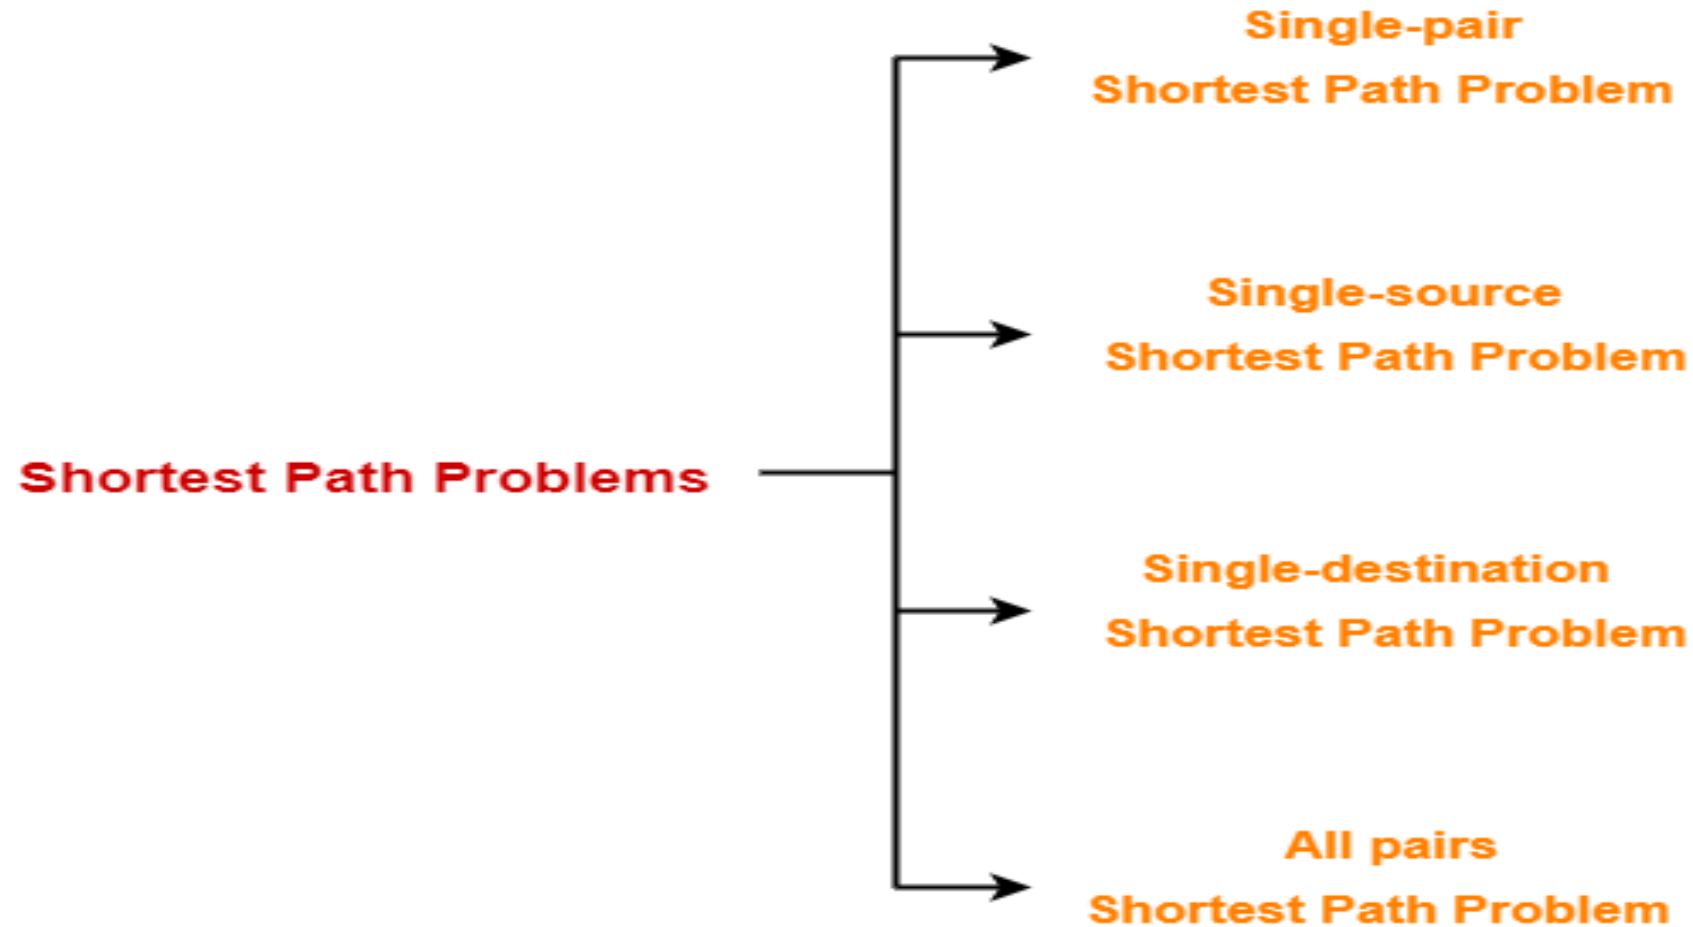 Single-pair
Shortest Path Problem
Single-source
Shortest Path Problem
Shortest Path Problems
Single-destination
Shortest Path Problem
All pairs
Shortest Path Problem